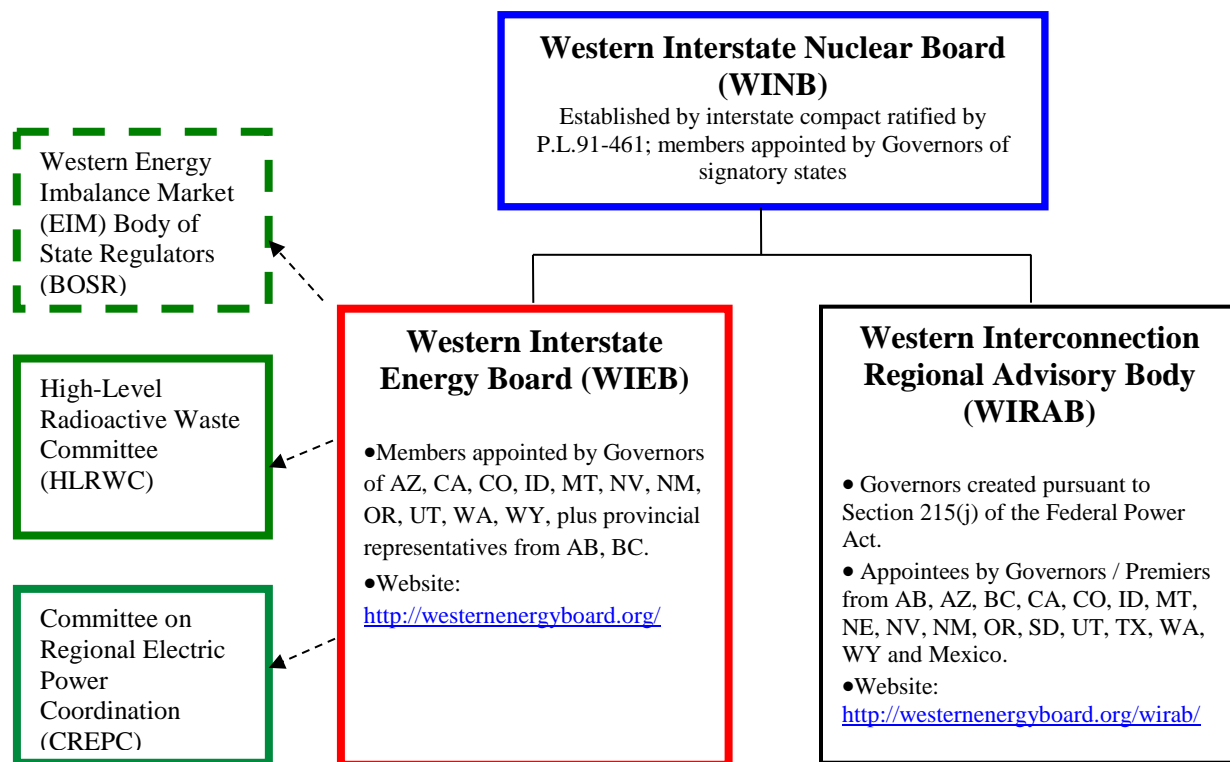 Western Interstate Nuclear Board
(WINB)
Established by interstate compact ratified by
P.L.91-461; members appointed by Governors of
signatory states
Western Energy
Imbalance Market
(EIM) Body of
State Regulators
(BOSR)
High-Level
Radioactive Waste
Committee
(HLRWC)
Committee on
Regional Electric
Power
Coordination
(CREPC)
Western Interstate
Energy Board (WIEB)
•Members appointed by Governors
of AZ, CA, CO, ID, MT, NV, NM,
OR, UT, WA, WY, plus provincial
representatives from AB, BC.
•Website:
http://westernenergyboard.org/
Western Interconnection
Regional Advisory Body
(WIRAB)
• Governors created pursuant to
Section 215(j) of the Federal Power
Act.
• Appointees by Governors / Premiers
from AB, AZ, BC, CA, CO, ID, MT,
NE, NV, NM, OR, SD, UT, TX, WA,
WY and Mexico.
•Website:
http://westernenergyboard.org/wirab/